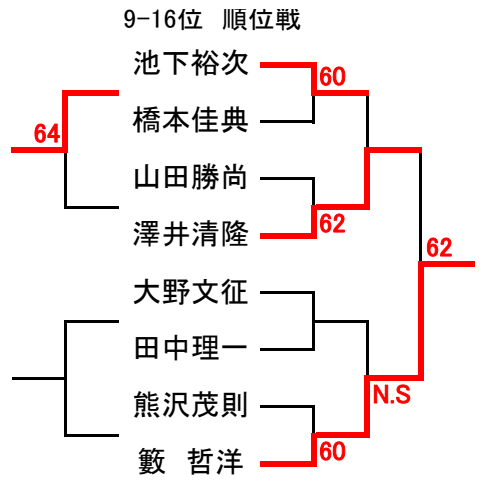 9-16位 順位戦
池下裕次
60
橋本佳典
64
山田勝尚
澤井清隆
62
62
大野文征
田中理一
熊沢茂則
N.S
籔 哲洋
60